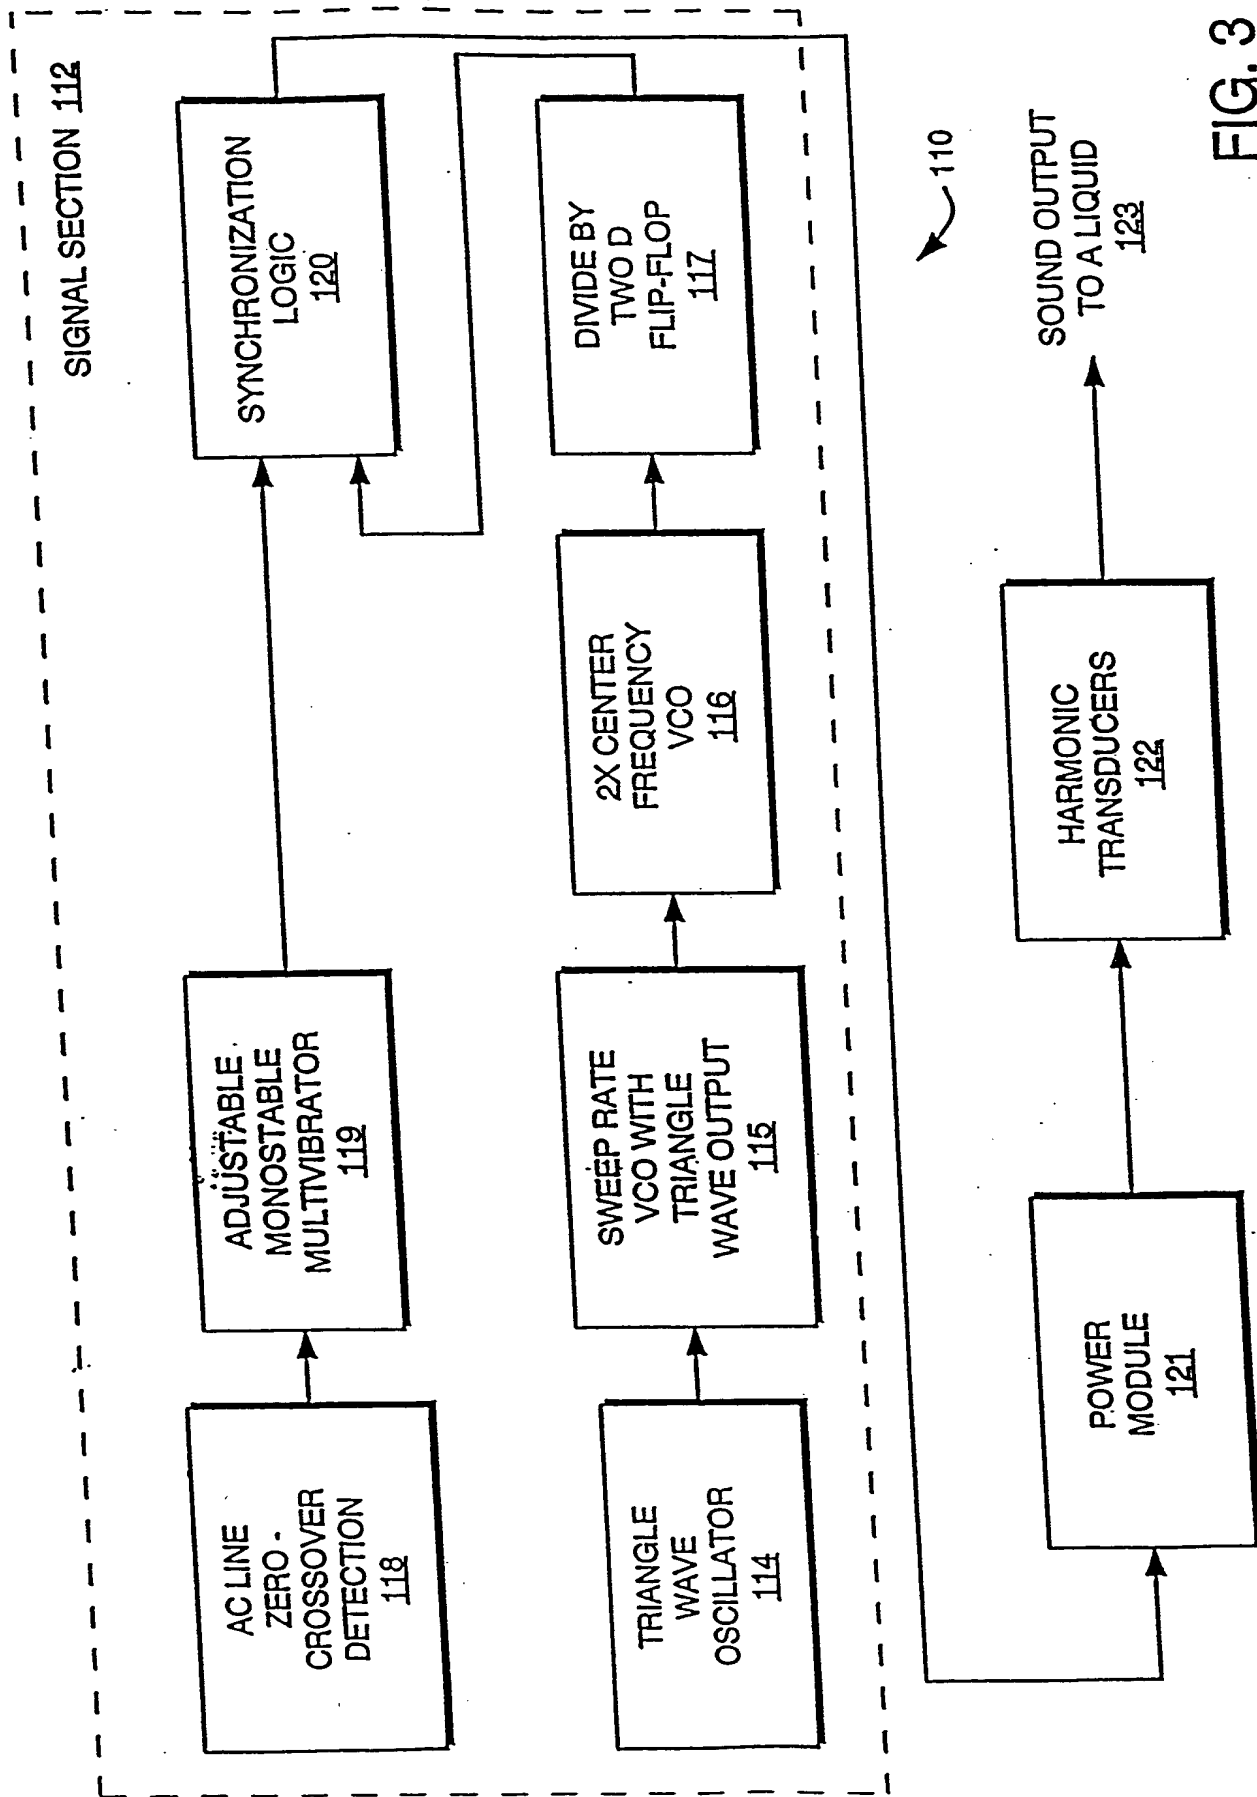 SIGNAL SECTION 112
AC LINE
ZERO -
CROSSOVER
DETECTION
118
ADJUSTABLE
MONOSTABLE
MULTIVIBRATOR
119
SYNCHRONIZATION
LOGIC
120
TRIANGLE
WAVE
OSCILLATOR
114
SWEEP RATE
VCO WITH
TRIANGLE
WAVE OUTPUT
115
2X CENTER
FREQUENCY
VCO
116
DIVIDE BY
TWO D
FLIP-FLOP
117
110
POWER
MODULE
121
HARMONIC
TRANSDUCERS
122
SOUND OUTPUT
TO A LIQUID
123
FIG. 3